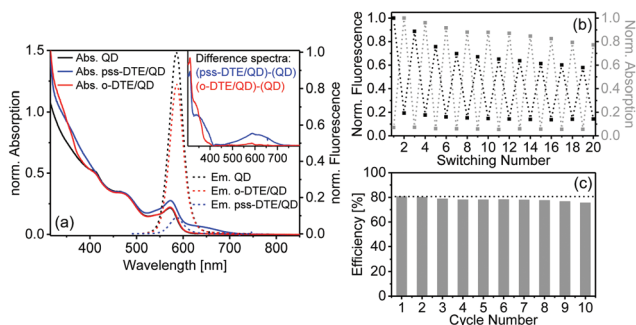 Abs. QD
Abs. pss-DTE/QD
Abs. o-DTE/QD
Difference spectra:
(pss-DTE/QD)-(QD)
(o-DTE/QD)-(QD)
400 500 600 700
Em. QD
Em. o-DTE/QD
Em. pss-DTE/QD
(a)
norm. Absorption
1.5
1.0
0.5
0.0
norm. Fluorescence
1.0
0.8
0.6
0.4
0.2
0.0
400 500 600 700 800
Wavelength [nm]
(b)
Norm. Fluorescence
1.0
0.8
0.6
0.4
0.2
0.0
Norm. Absorption
1.0
0.8
0.6
0.4
0.2
0.0
2 4 6 8 10 12 14 16 18 20
Switching Number
(c)
Efficiency [%]
100
80
60
40
20
0
1 2 3 4 5 6 7 8 9 10
Cycle Number